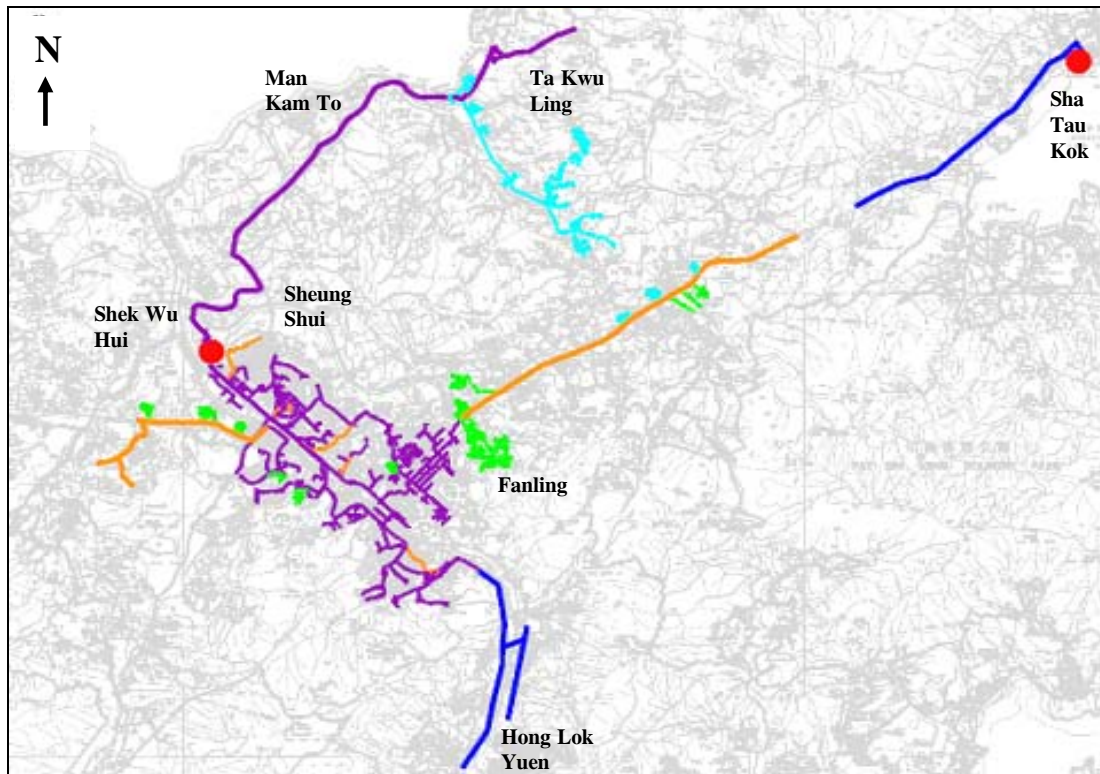 N
Man
Kam To
Ta Kwu
Ling
Sha
Tau
Kok
Shek Wu
Hui
Sheung
Shui
Fanling
Hong Lok
Yuen